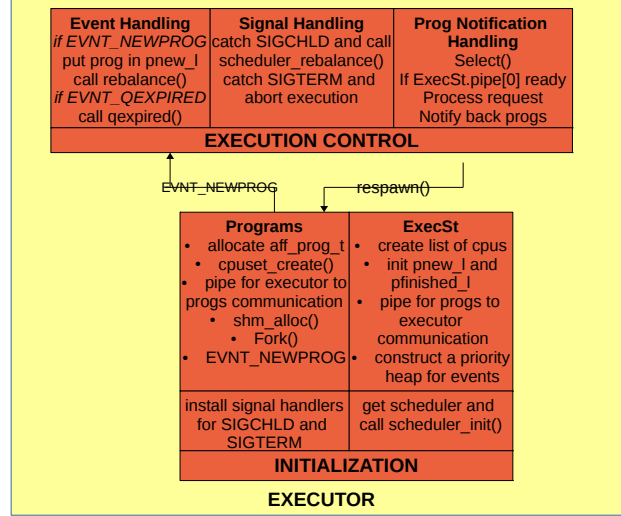 Event Handling
if EVNT_NEWPROG
put prog in pnew_l
call rebalance()
if EVNT_QEXPIRED
call qexpired()
Signal Handling
catch SIGCHLD and call
scheduler_rebalance()
catch SIGTERM and
abort execution
Prog Notification
Handling
Select()
If ExecSt.pipe[0] ready
Process request
Notify back progs
EXECUTION CONTROL
EVNT_NEWPROG
respawn()
Programs
• allocate aff_prog_t
• cpuset_create()
• pipe for executor to
progs communication
• shm_alloc()
• Fork()
• EVNT_NEWPROG
ExecSt
• create list of cpus
• init pnew_l and
pfinished_l
• pipe for progs to
executor
communication
• construct a priority
heap for events
install signal handlers
for SIGCHLD and
SIGTERM
get scheduler and
call scheduler_init()
INITIALIZATION
EXECUTOR